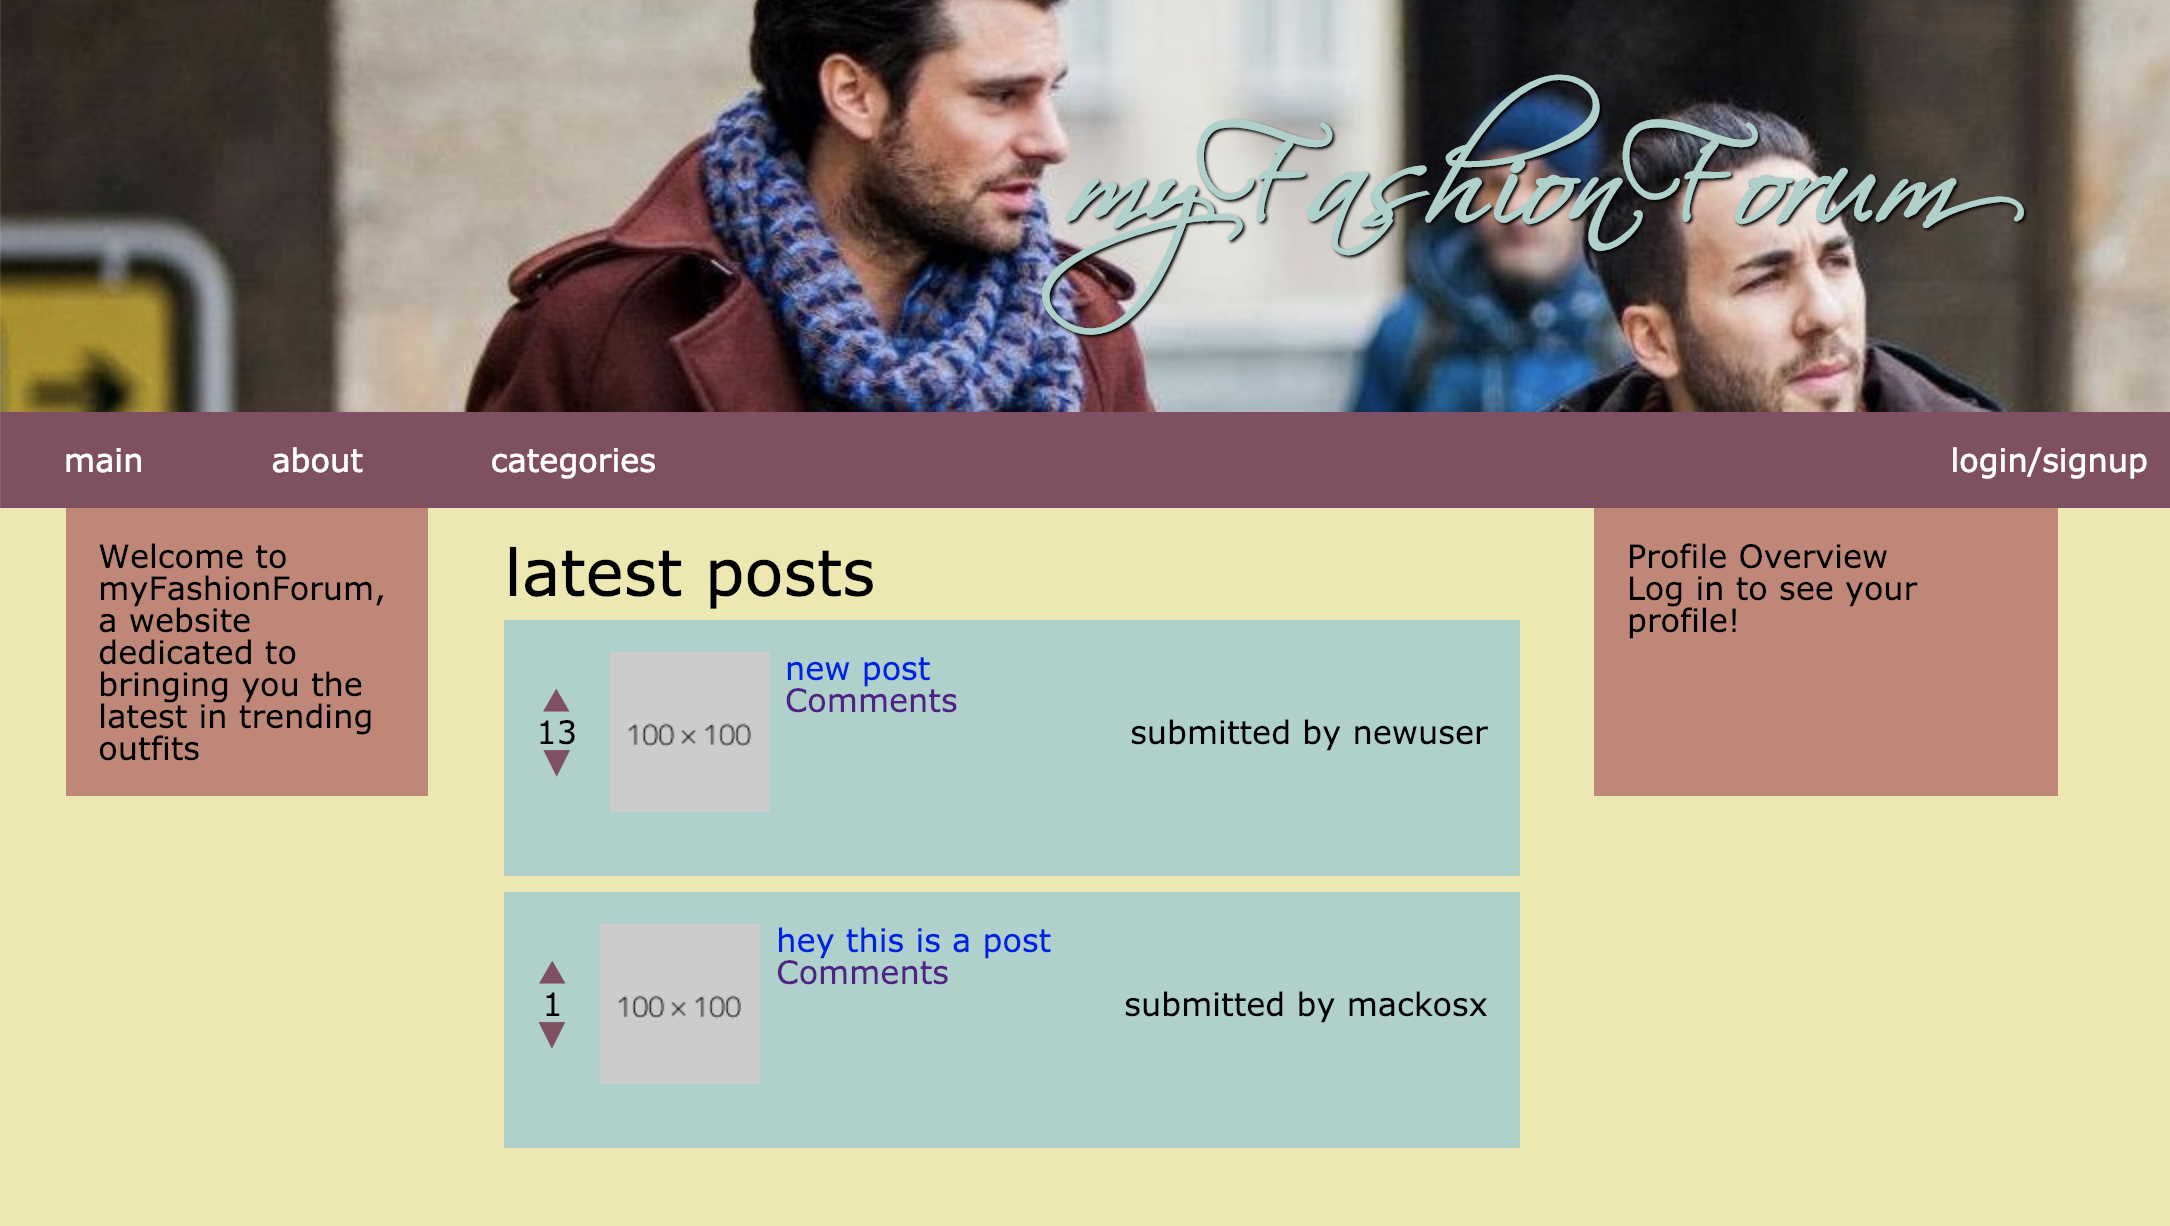 myFashionForum
main about categories login/signup
Welcome to
myFashionForum,
a website
dedicated to
bringing you the
latest in trending
outfits
latest posts
13
100 × 100
new post
Comments
submitted by newuser
1
100 × 100
hey this is a post
Comments
submitted by mackosx
Profile Overview
Log in to see your
profile!